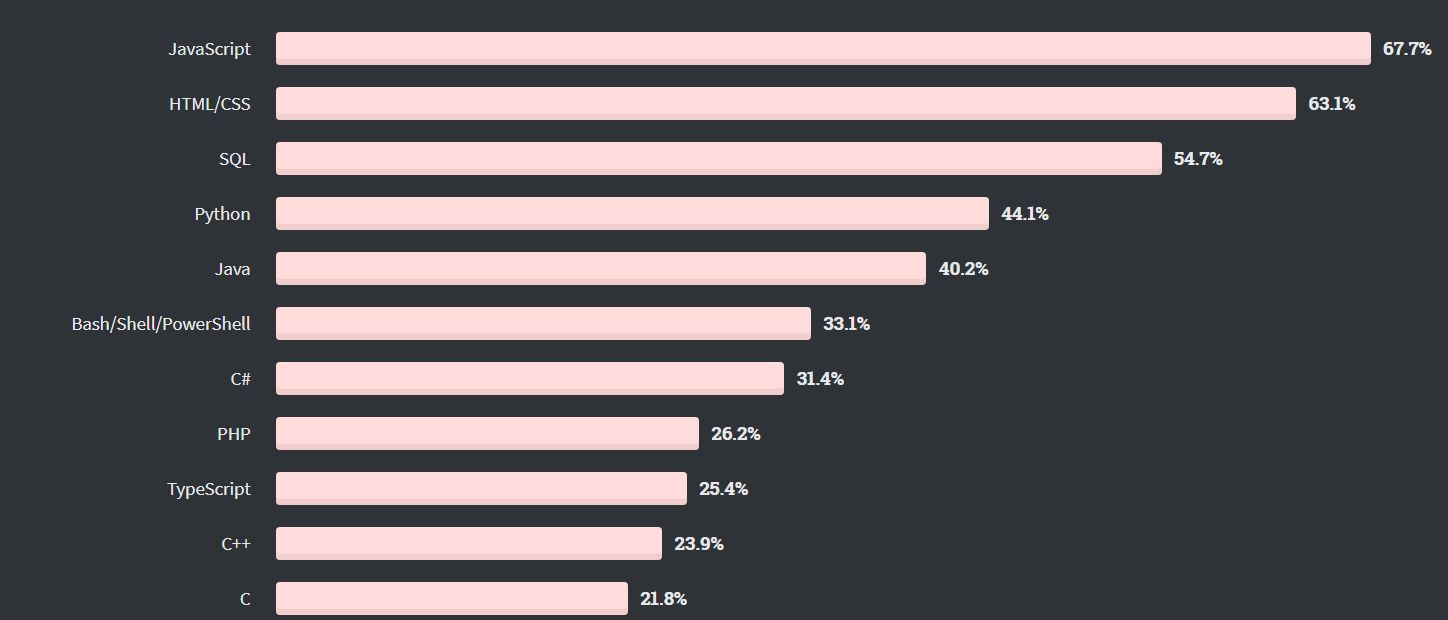 JavaScript 67.7%
HTML/CSS 63.1%
SQL 54.7%
Python 44.1%
Java 40.2%
Bash/Shell/PowerShell 33.1%
C# 31.4%
PHP 26.2%
TypeScript 25.4%
C++ 23.9%
C 21.8%